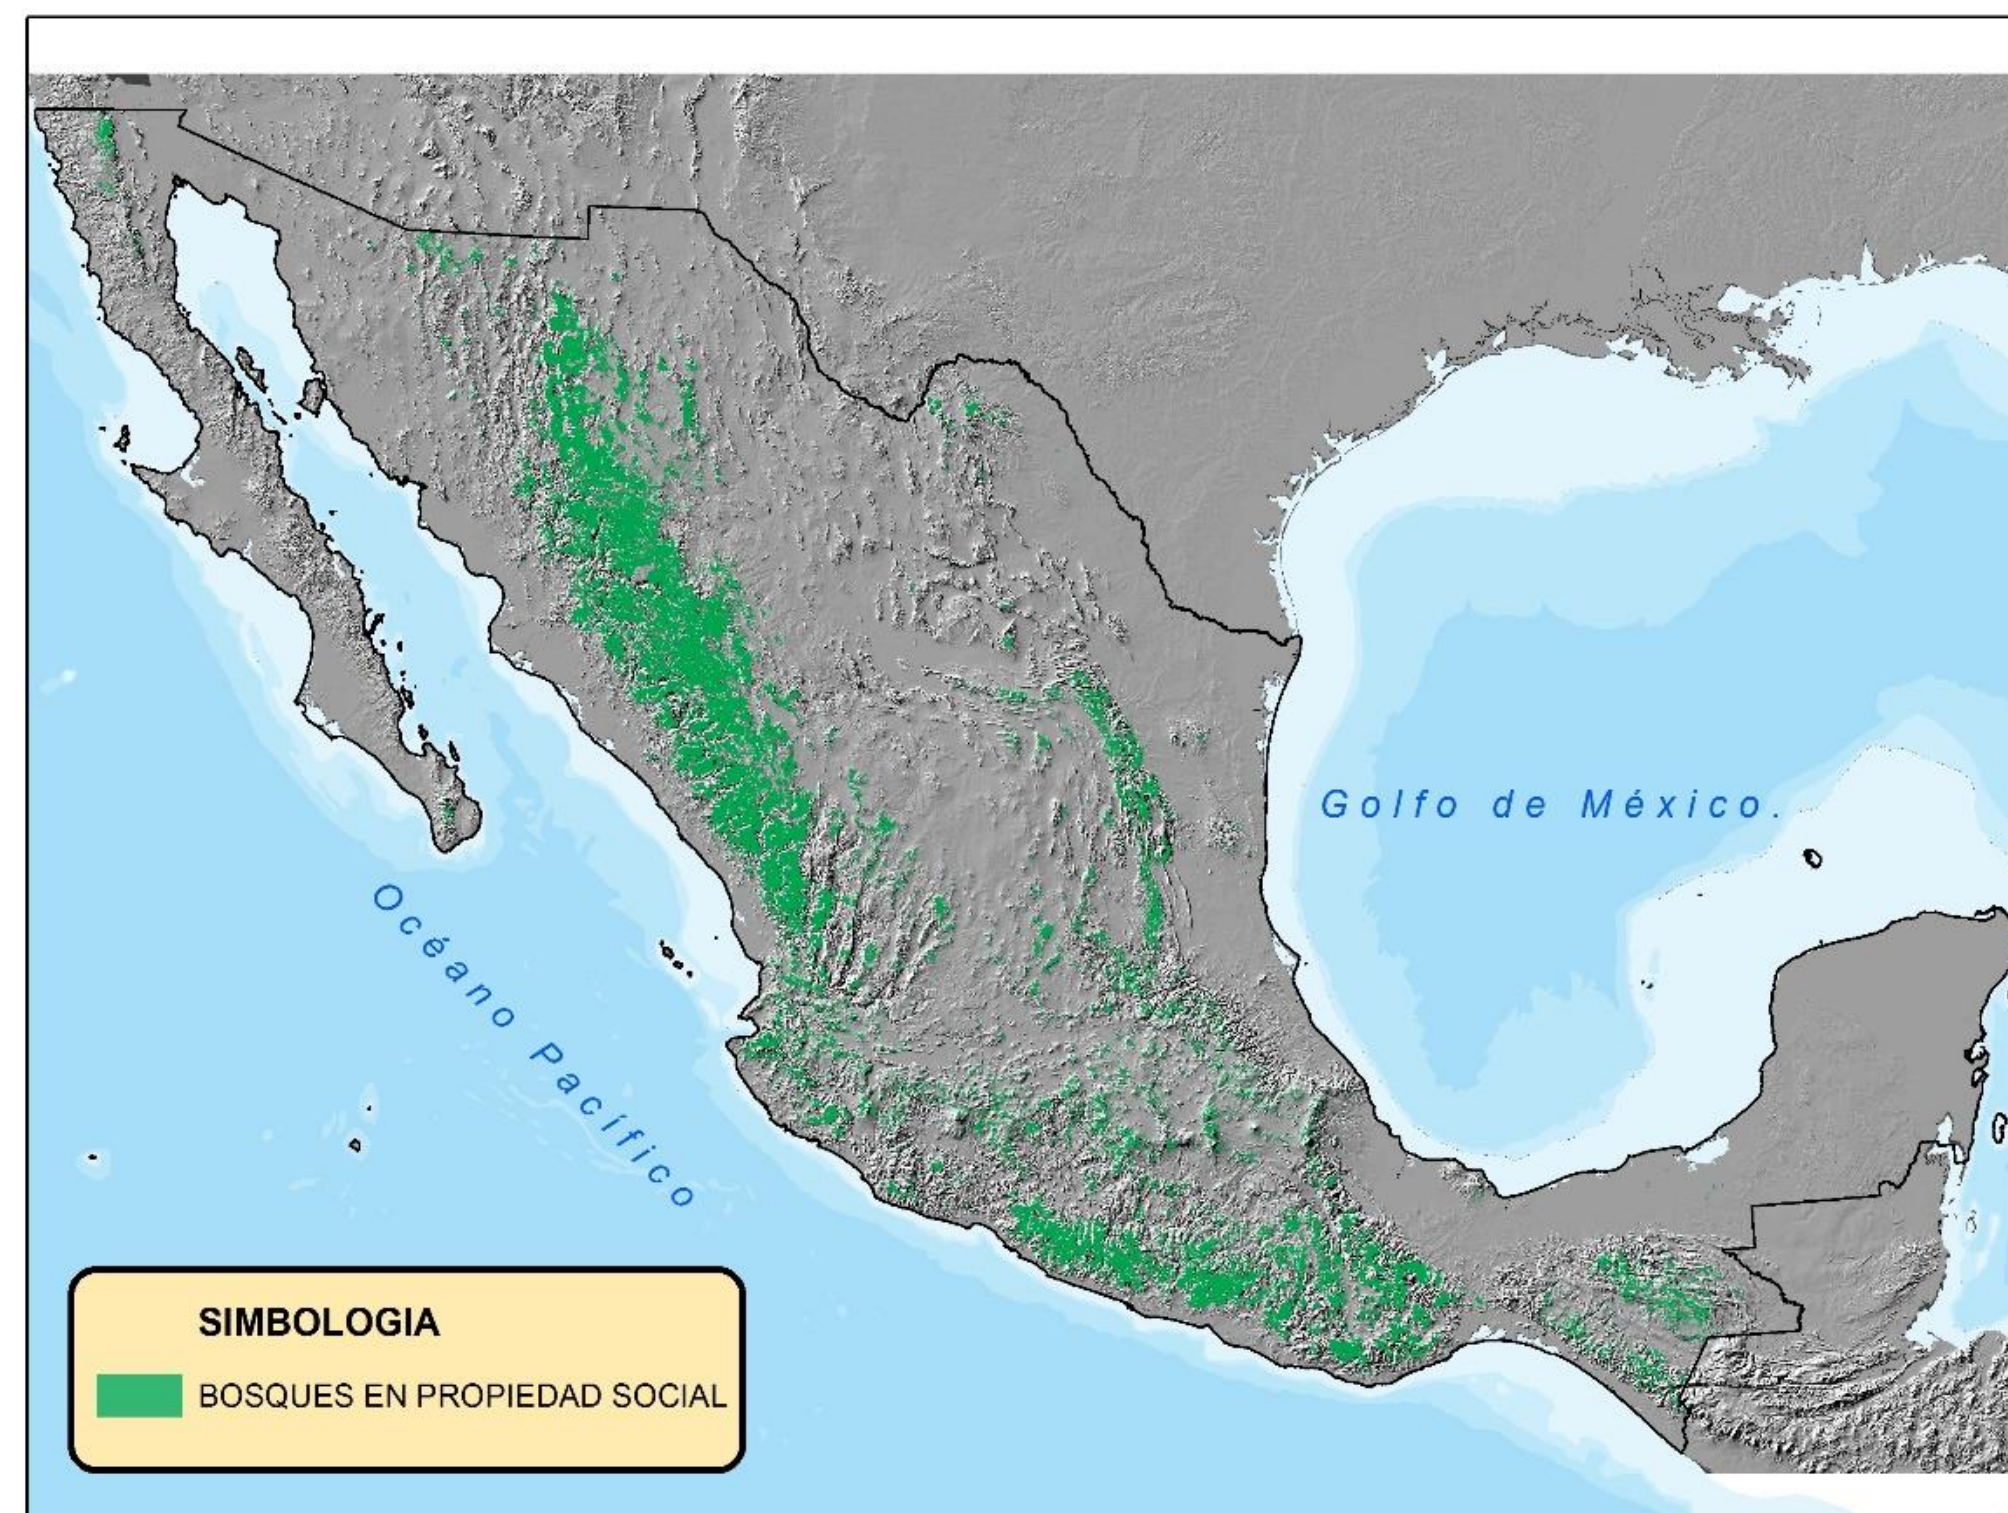 Golfo de México.
Océano Pacífico
SIMBOLOGIA
BOSQUES EN PROPIEDAD SOCIAL